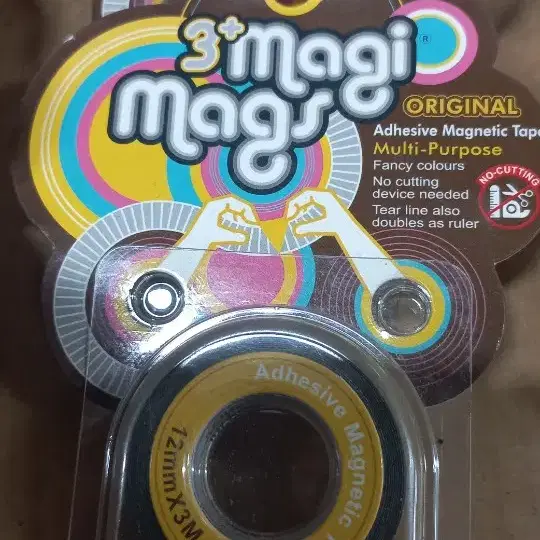 3+ Magi
Mags
®
ORIGINAL
Adhesive Magnetic Tape
Multi-Purpose
Fancy colours
No cutting
device needed
Tear line also
doubles as ruler
NO-CUTTING
Adhesive Magnetic
12mmX3M